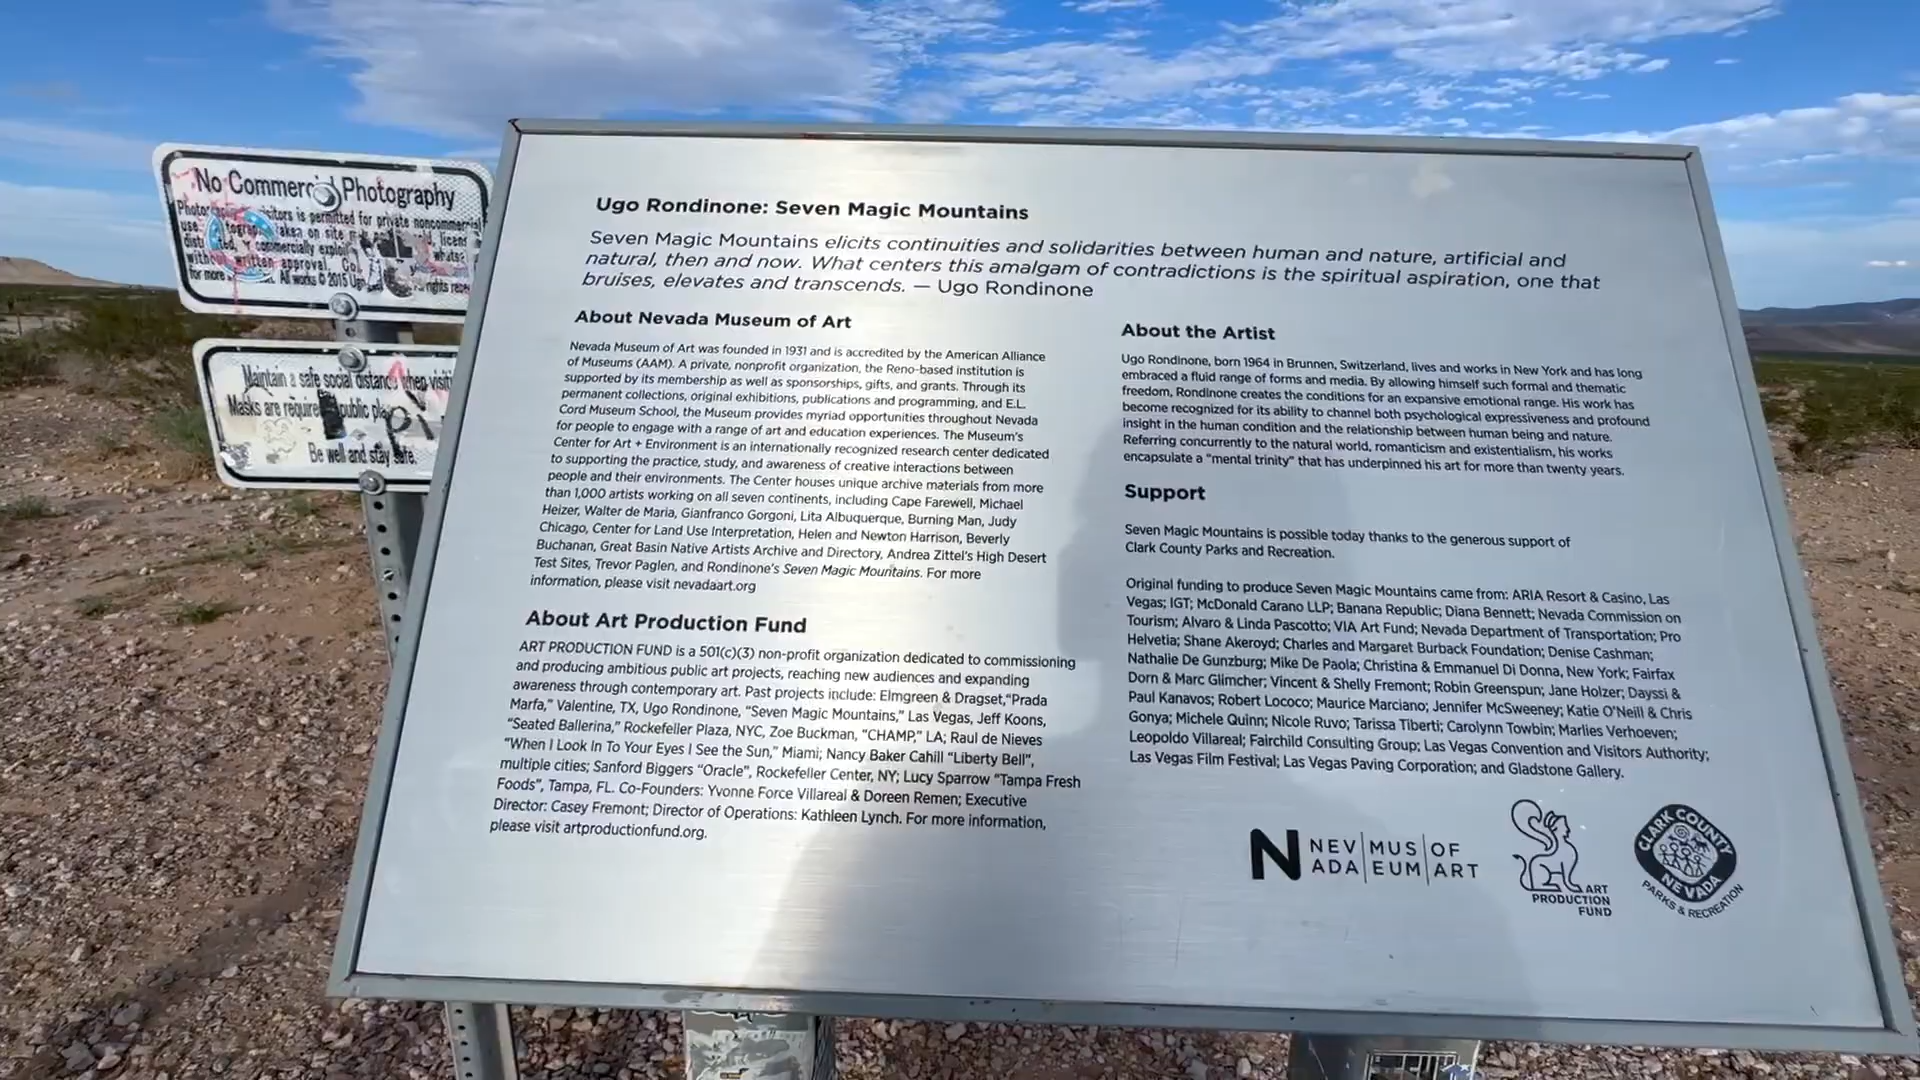 No Commercial Photography
is permitted for private noncommercial
use.
taken on site
commercially exploi
without written approval.
for more
All works © 2015
Maintain a safe social distance when visit
Masks are require public pla
Be well and stay safe.
Ugo Rondinone: Seven Magic Mountains
Seven Magic Mountains elicits continuities and solidarities between human and nature, artificial and
natural, then and now. What centers this amalgam of contradictions is the spiritual aspiration, one that
bruises, elevates and transcends. — Ugo Rondinone
About Nevada Museum of Art
Nevada Museum of Art was founded in 1931 and is accredited by the American Alliance
of Museums (AAM). A private, nonprofit organization, the Reno-based institution is
supported by its membership as well as sponsorships, gifts, and grants. Through its
permanent collections, original exhibitions, publications and programming, and E.L.
Cord Museum School, the Museum provides myriad opportunities throughout Nevada
for people to engage with a range of art and education experiences. The Museum's
Center for Art + Environment is an internationally recognized research center dedicated
to supporting the practice, study, and awareness of creative interactions between
people and their environments. The Center houses unique archive materials from more
than 1,000 artists working on all seven continents, including Cape Farewell, Michael
Heizer, Walter de Maria, Gianfranco Gorgoni, Lita Albuquerque, Burning Man, Judy
Chicago, Center for Land Use Interpretation, Helen and Newton Harrison, Beverly
Buchanan, Great Basin Native Artists Archive and Directory, Andrea Zittel's High Desert
Test Sites, Trevor Paglen, and Rondinone's Seven Magic Mountains. For more
information, please visit nevadaart.org
About Art Production Fund
ART PRODUCTION FUND is a 501(c)(3) non-profit organization dedicated to commissioning
and producing ambitious public art projects, reaching new audiences and expanding
awareness through contemporary art. Past projects include: Elmgreen & Dragset,"Prada
Marfa," Valentine, TX, Ugo Rondinone, "Seven Magic Mountains," Las Vegas, Jeff Koons,
"Seated Ballerina," Rockefeller Plaza, NYC, Zoe Buckman, "CHAMP," LA; Raul de Nieves
"When I Look In To Your Eyes I See the Sun," Miami; Nancy Baker Cahill "Liberty Bell",
multiple cities; Sanford Biggers "Oracle", Rockefeller Center, NY; Lucy Sparrow "Tampa Fresh
Foods", Tampa, FL. Co-Founders: Yvonne Force Villareal & Doreen Remen; Executive
Director: Casey Fremont; Director of Operations: Kathleen Lynch. For more information,
please visit artproductionfund.org.
About the Artist
Ugo Rondinone, born 1964 in Brunnen, Switzerland, lives and works in New York and has long
embraced a fluid range of forms and media. By allowing himself such formal and thematic
freedom, Rondinone creates the conditions for an expansive emotional range. His work has
become recognized for its ability to channel both psychological expressiveness and profound
insight in the human condition and the relationship between human being and nature.
Referring concurrently to the natural world, romanticism and existentialism, his works
encapsulate a "mental trinity" that has underpinned his art for more than twenty years.
Support
Seven Magic Mountains is possible today thanks to the generous support of
Clark County Parks and Recreation.
Original funding to produce Seven Magic Mountains came from: ARIA Resort & Casino, Las
Vegas; IGT; McDonald Carano LLP; Banana Republic; Diana Bennett; Nevada Commission on
Tourism; Alvaro & Linda Pascotto; VIA Art Fund; Nevada Department of Transportation; Pro
Helvetia; Shane Akeroyd; Charles and Margaret Burback Foundation; Denise Cashman;
Nathalie De Gunzburg; Mike De Paola; Christina & Emmanuel Di Donna, New York; Fairfax
Dorn & Marc Glimcher; Vincent & Shelly Fremont; Robin Greenspun; Jane Holzer; Dayssi &
Paul Kanavos; Robert Lococo; Maurice Marciano; Jennifer McSweeney; Katie O'Neill & Chris
Gonya; Michele Quinn; Nicole Ruvo; Tarissa Tiberti; Carolynn Towbin; Marlies Verhoeven;
Leopoldo Villareal; Fairchild Consulting Group; Las Vegas Convention and Visitors Authority;
Las Vegas Film Festival; Las Vegas Paving Corporation; and Gladstone Gallery.
N NEV MUS OF
ADA EUM ART
ART
PRODUCTION
FUND
CLARK COUNTY
NEVADA
PARKS & RECREATION